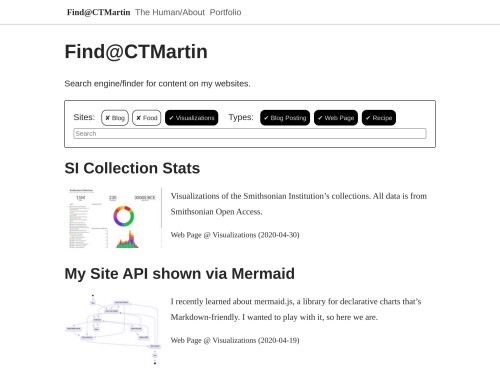 Find@CTMartin The Human/About Portfolio
Find@CTMartin
Search engine/finder for content on my websites.
Sites: ✘ Blog ✘ Food ✔ Visualizations Types: ✔ Blog Posting ✔ Web Page ✔ Recipe
Search
SI Collection Stats
Visualizations of the Smithsonian Institution’s collections. All data is from
Smithsonian Open Access.
Web Page @ Visualizations (2020-04-30)
My Site API shown via Mermaid
I recently learned about mermaid.js, a library for declarative charts that’s
Markdown-friendly. I wanted to play with it, so here we are.
Web Page @ Visualizations (2020-04-19)